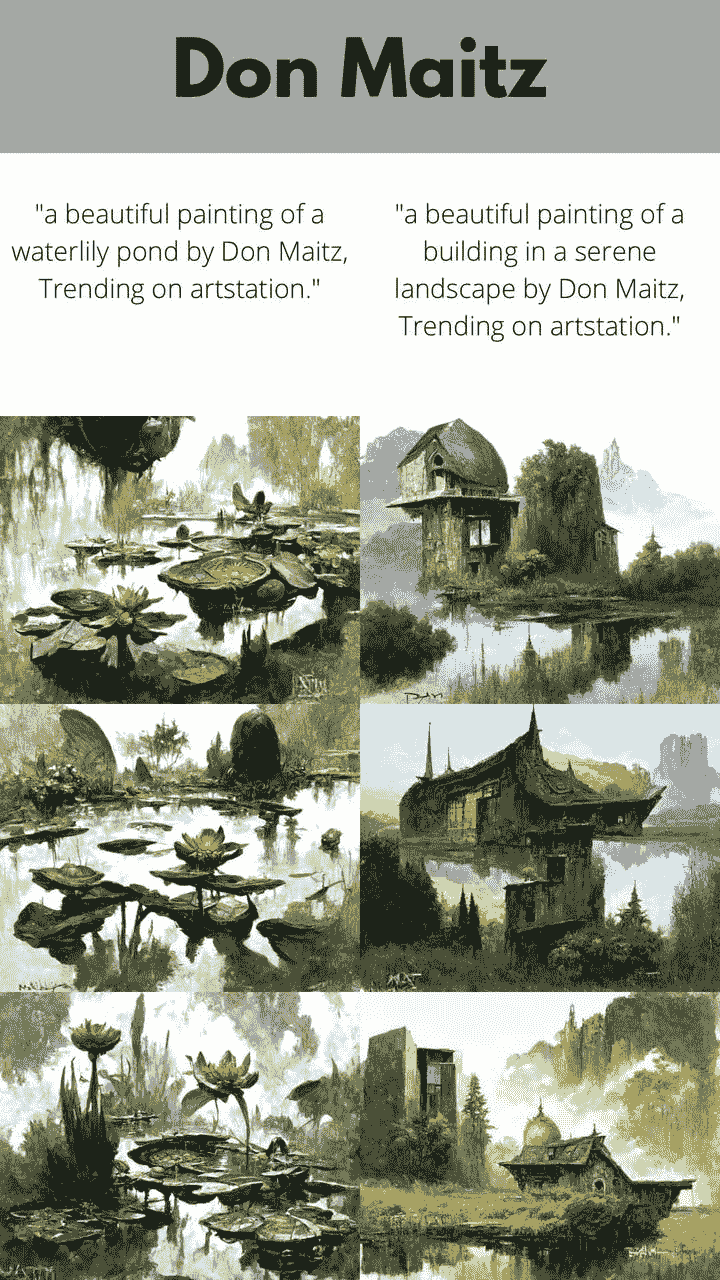 Don Maitz
"a beautiful painting of a
waterlily pond by Don Maitz,
Trending on artstation."
"a beautiful painting of a
building in a serene
landscape by Don Maitz,
Trending on artstation."